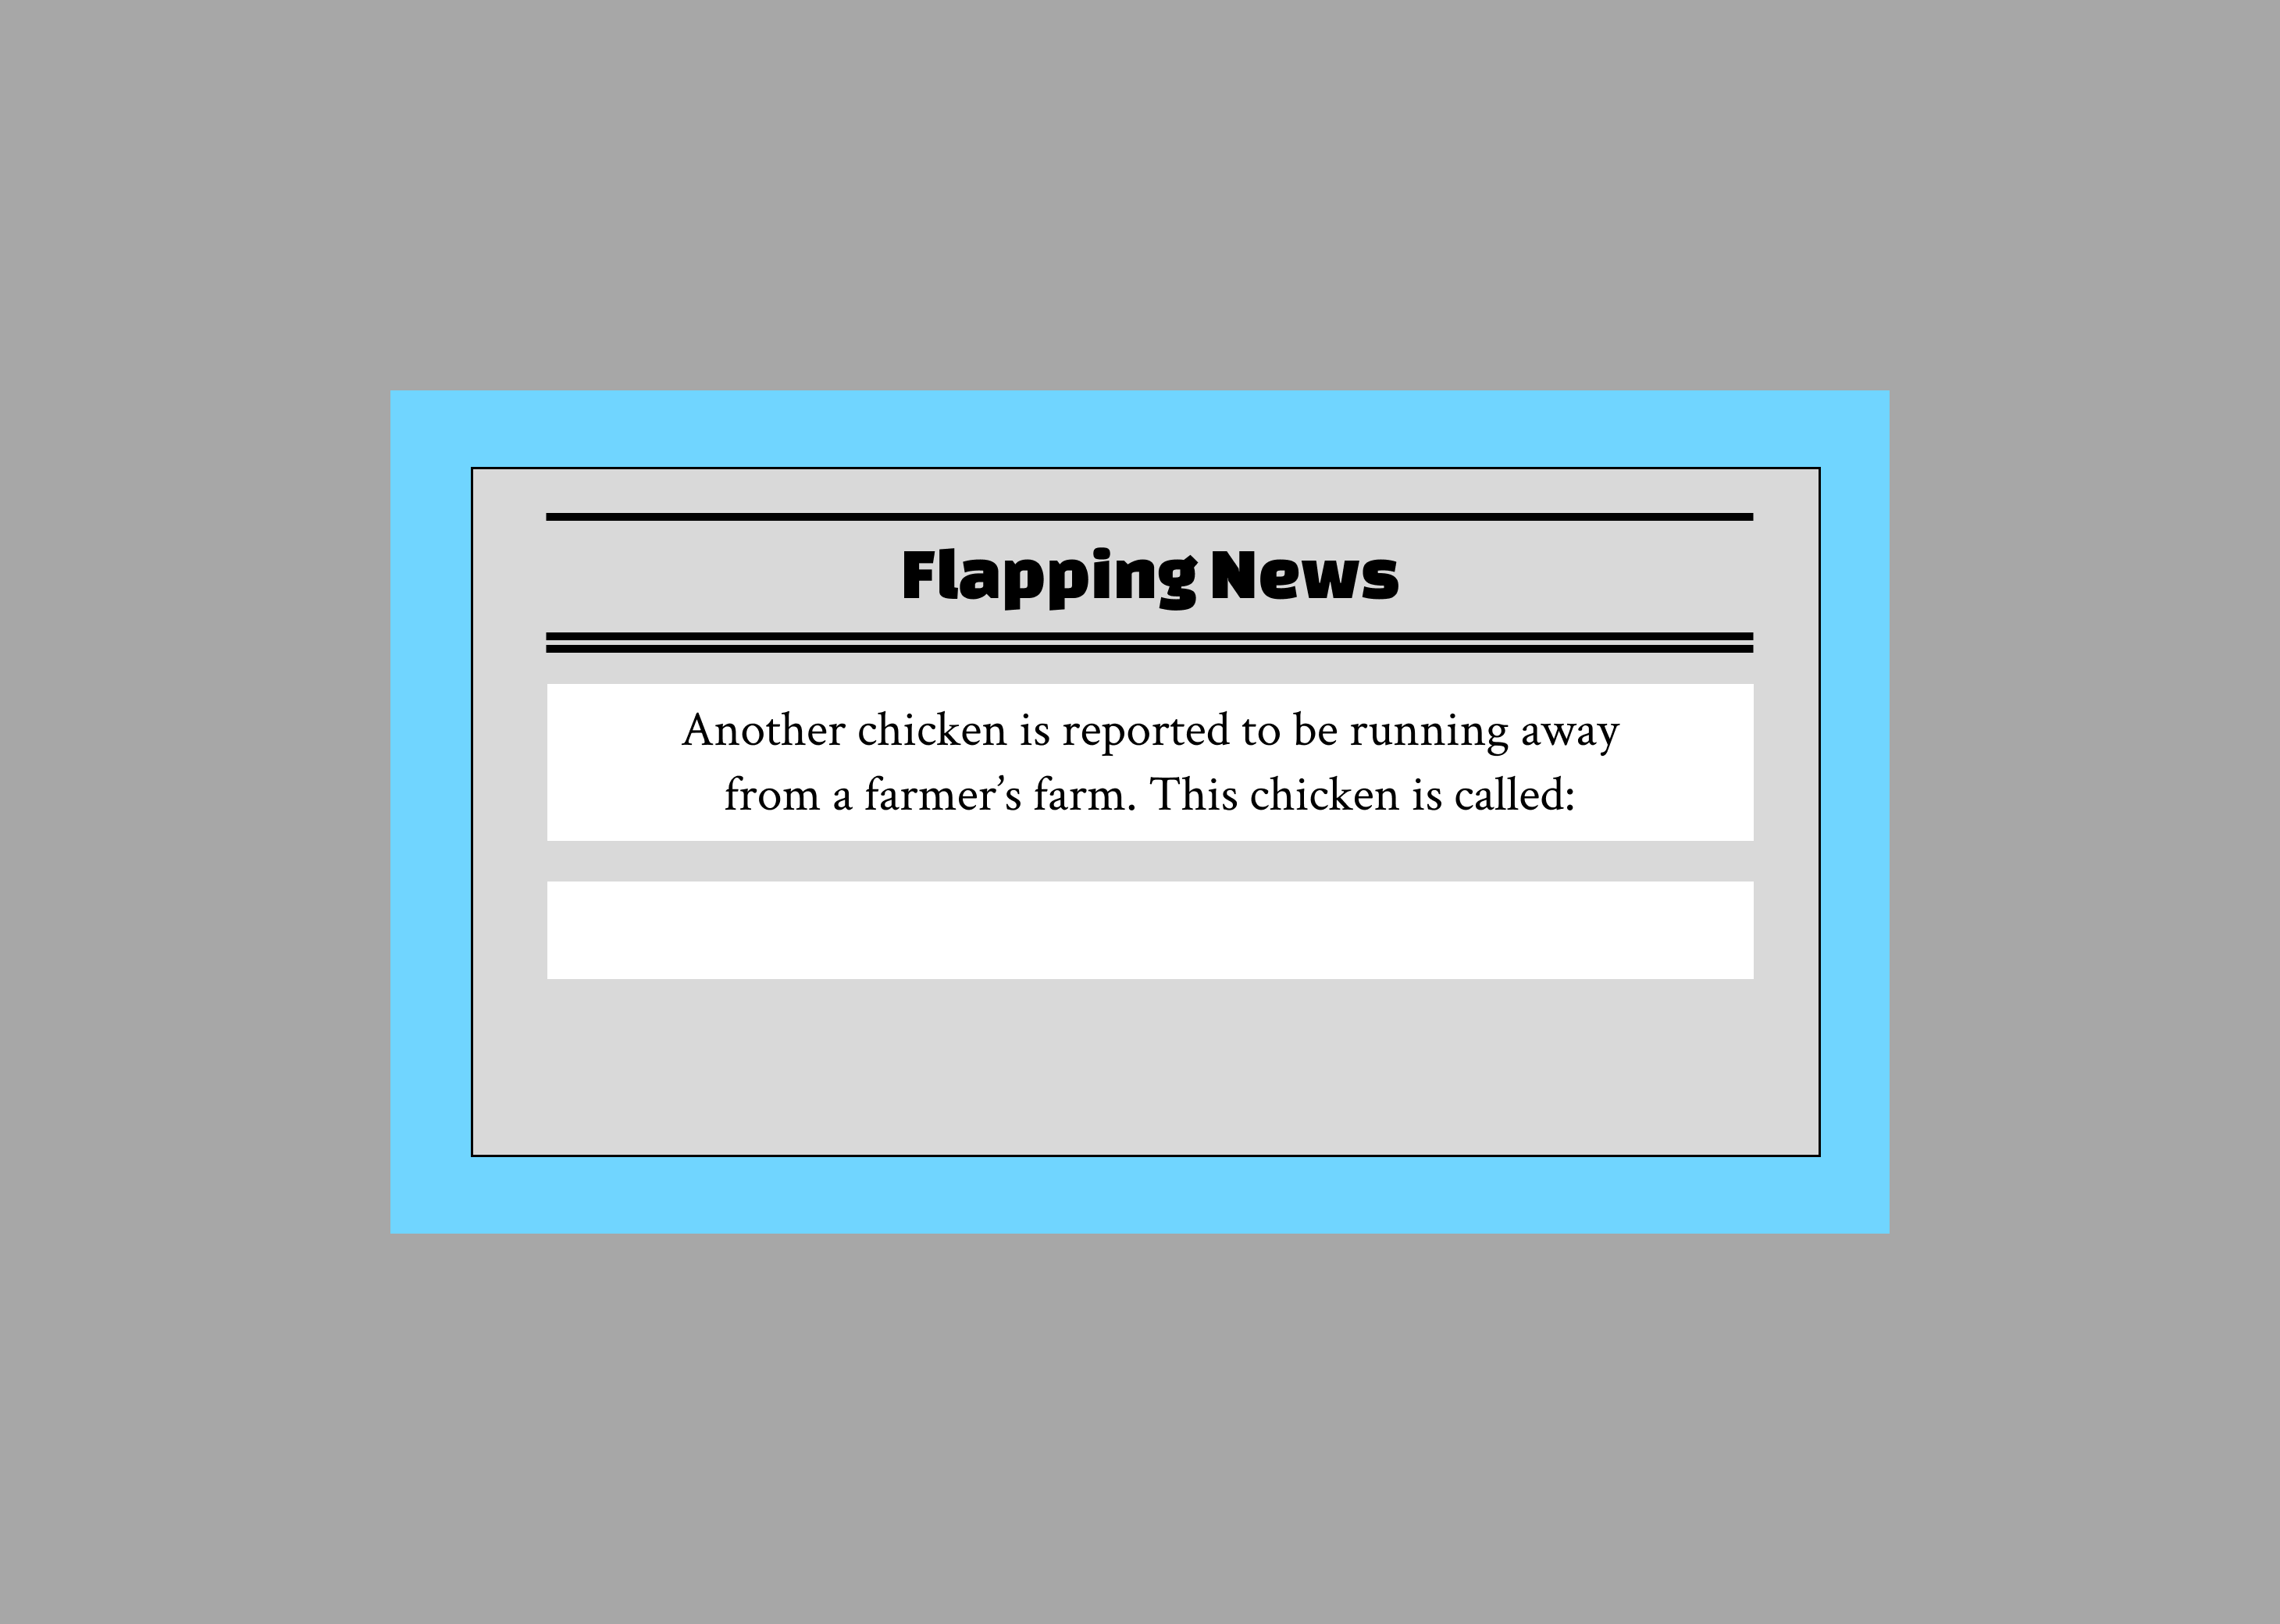 Flapping News
Another chicken is reported to be running away
from a farmer’s farm. This chicken is called: